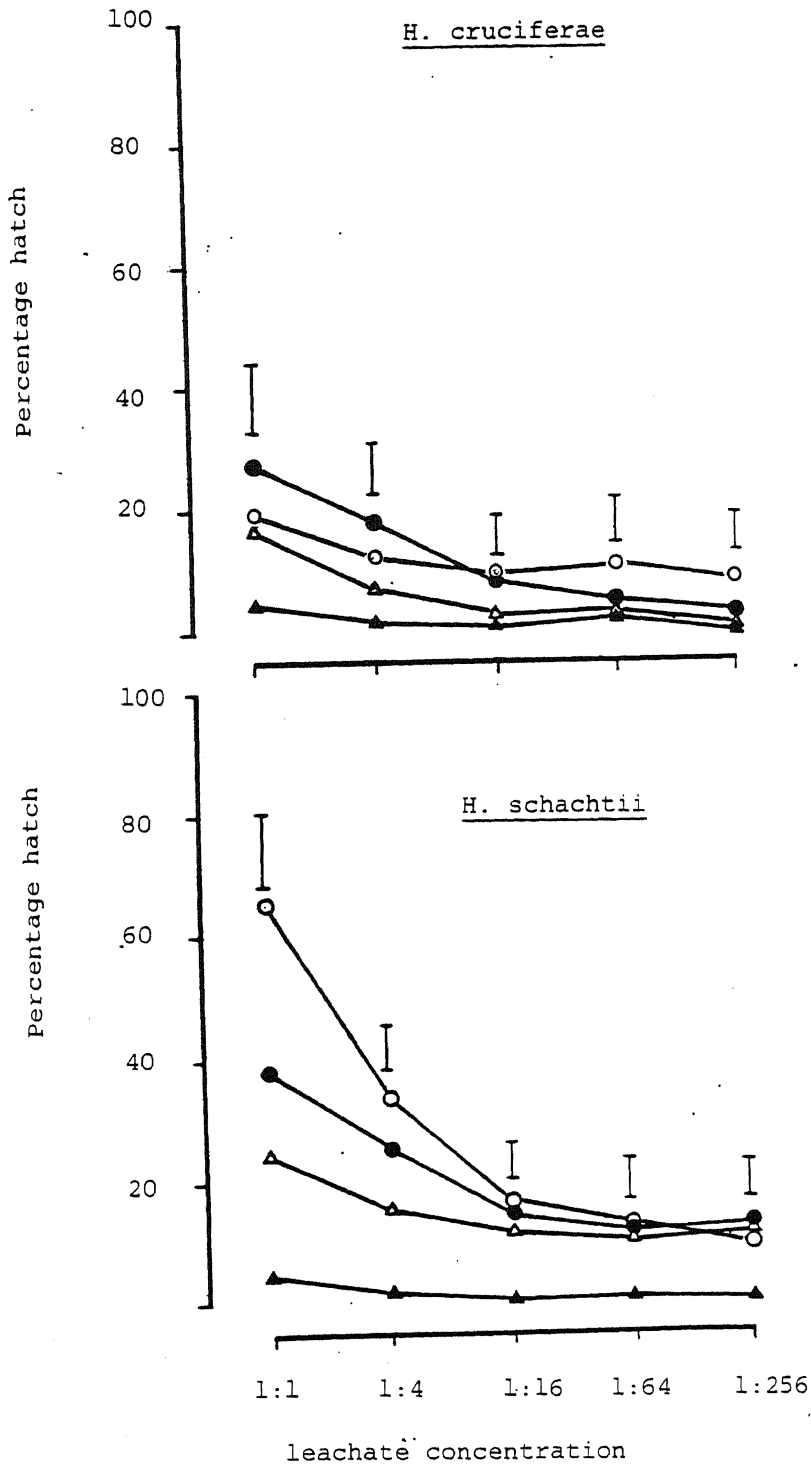 H. cruciferae
100
80
60
40
20
Percentage hatch
H. schachtii
100
80
60
40
20
Percentage hatch
1:1 1:4 1:16 1:64 1:256
leachate concentration